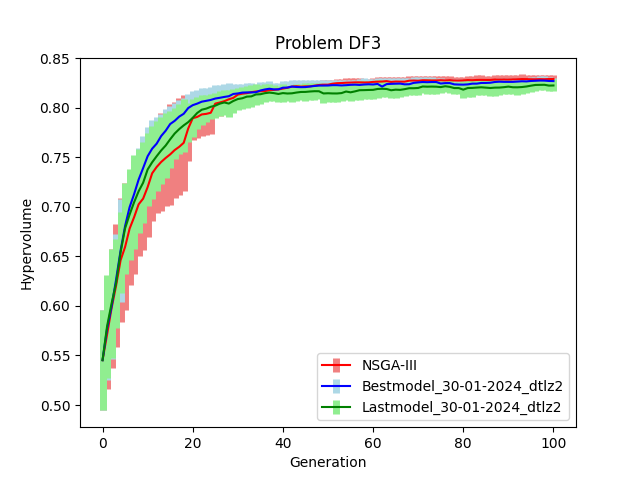 Problem DF3
0.85
0.80
0.75
0.70
0.65
0.60
0.55
0.50
Hypervolume
NSGA-III
Bestmodel_30-01-2024_dtlz2
Lastmodel_30-01-2024_dtlz2
0 20 40 60 80 100
Generation